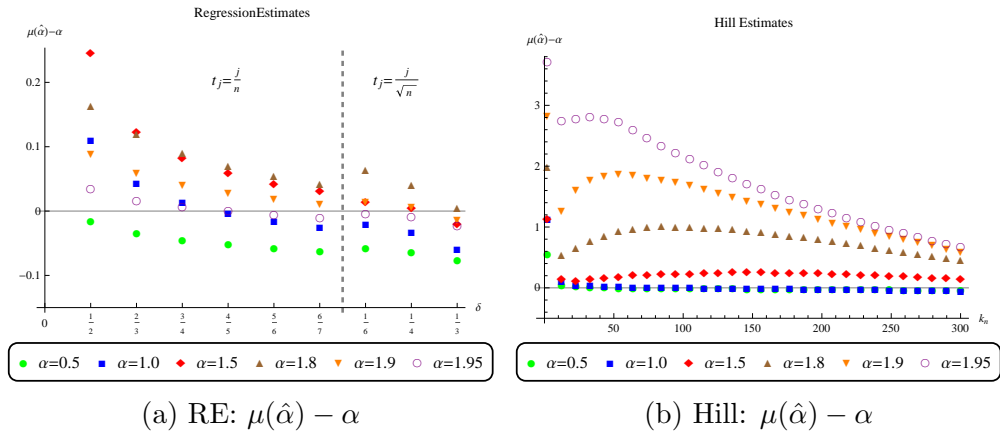 RegressionEstimates
μ(α̂)−α
0.2
0.1
0
−0.1
t_j=j/n
t_j=j/√n
δ
0
1/2
2/3
3/4
4/5
5/6
6/7
1/6
1/4
1/3
α=0.5 α=1.0 α=1.5 α=1.8 α=1.9 α=1.95
(a) RE: μ(α̂) − α
Hill Estimates
μ(α̂)−α
3
2
1
0
50 100 150 200 250 300
k_n
α=0.5 α=1.0 α=1.5 α=1.8 α=1.9 α=1.95
(b) Hill: μ(α̂) − α